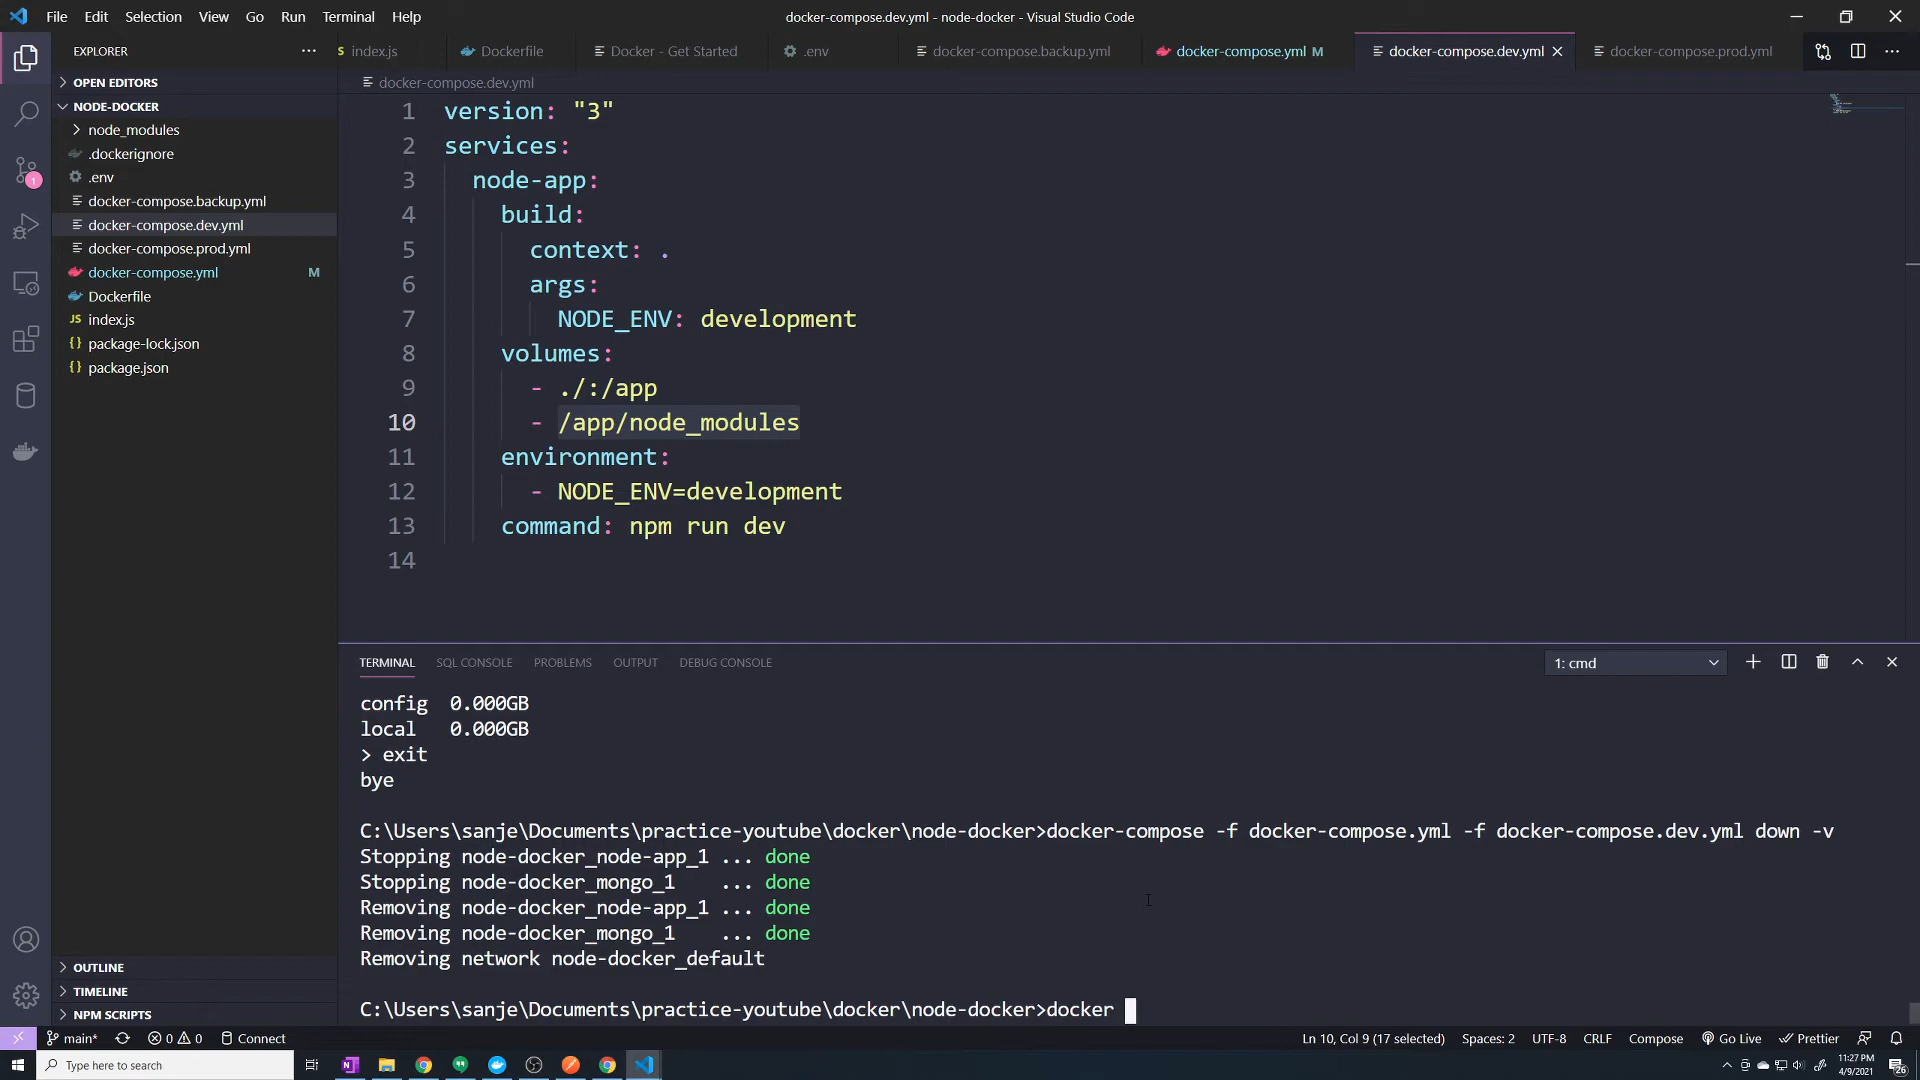 File Edit Selection View Go Run Terminal Help
docker-compose.dev.yml - node-docker - Visual Studio Code
EXPLORER
index.js
Dockerfile
Docker - Get Started
.env
docker-compose.backup.yml
docker-compose.yml M
docker-compose.dev.yml
docker-compose.prod.yml
OPEN EDITORS
NODE-DOCKER
node_modules
.dockerignore
.env
docker-compose.backup.yml
docker-compose.dev.yml
docker-compose.prod.yml
docker-compose.yml M
Dockerfile
JS index.js
{} package-lock.json
{} package.json
OUTLINE
TIMELINE
NPM SCRIPTS
1
docker-compose.dev.yml
1 version: "3"
2 services:
3 node-app:
4 build:
5 context: .
6 args:
7 NODE_ENV: development
8 volumes:
9 - ./:/app
10 - /app/node_modules
11 environment:
12 - NODE_ENV=development
13 command: npm run dev
14
TERMINAL SQL CONSOLE PROBLEMS OUTPUT DEBUG CONSOLE
1: cmd
config 0.000GB
local 0.000GB
> exit
bye
C:\Users\sanje\Documents\practice-youtube\docker\node-docker>docker-compose -f docker-compose.yml -f docker-compose.dev.yml down -v
Stopping node-docker_node-app_1 ... done
Stopping node-docker_mongo_1 ... done
Removing node-docker_node-app_1 ... done
Removing node-docker_mongo_1 ... done
Removing network node-docker_default
C:\Users\sanje\Documents\practice-youtube\docker\node-docker>docker
main* 0 0 Connect
Ln 10, Col 9 (17 selected) Spaces: 2 UTF-8 CRLF Compose Go Live Prettier
Type here to search
11:27 PM
4/9/2021
26